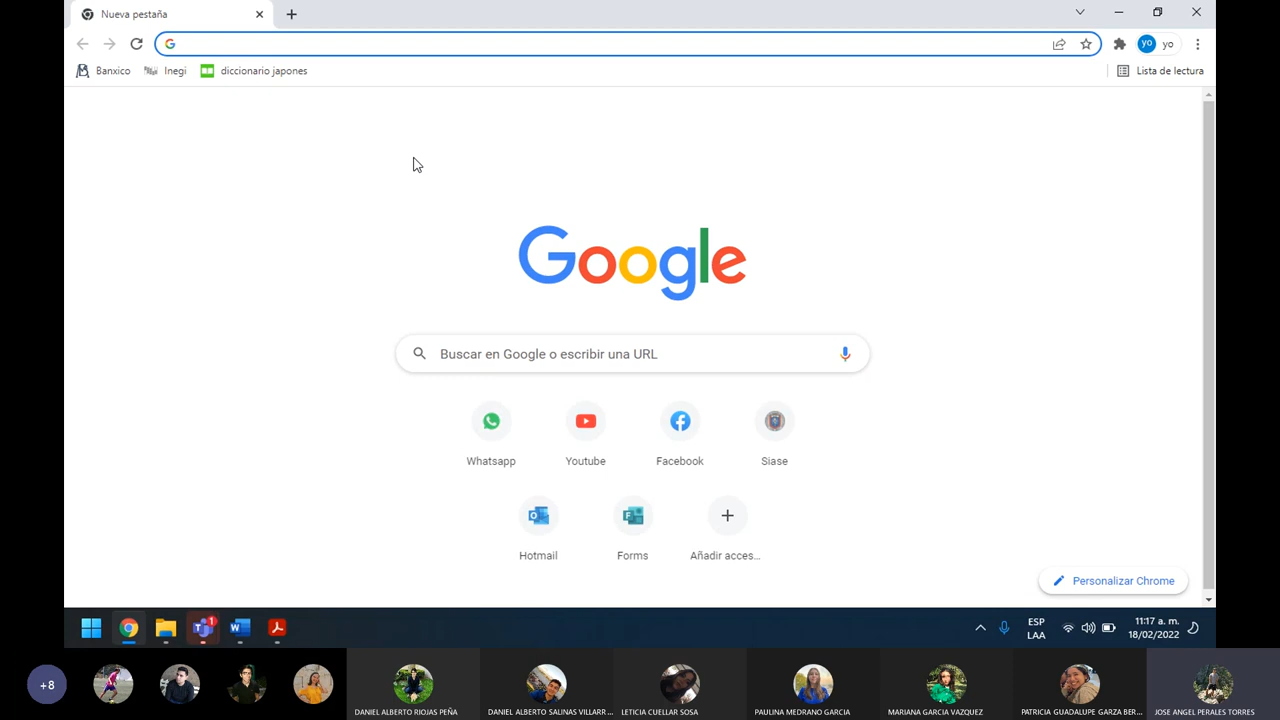 Nueva pestaña
yo yo
Banxico Inegi diccionario japones Lista de lectura
Google
Buscar en Google o escribir una URL
Whatsapp Youtube Facebook Siase
Hotmail Forms Añadir acces...
Personalizar Chrome
1
ESP
LAA
11:17 a. m.
18/02/2022
+8
DANIEL ALBERTO RIOJAS PEÑA DANIEL ALBERTO SALINAS VILLARR ... LETICIA CUELLAR SOSA PAULINA MEDRANO GARCIA MARIANA GARCIA VAZQUEZ PATRICIA GUADALUPE GARZA BER ... JOSE ANGEL PERALES TORRES